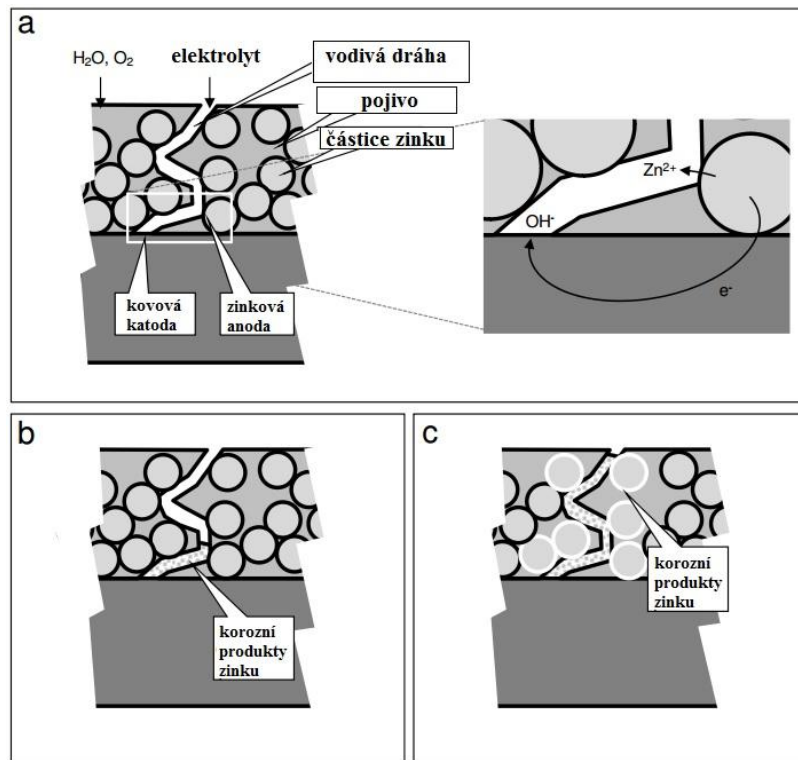 a
H₂O, O₂
elektrolyt
vodivá dráha
pojivo
částice zinku
kovová
katoda
zinková
anoda
Zn²⁺
OH⁻
e⁻
b
korozní
produkty
zinku
c
korozní
produkty
zinku